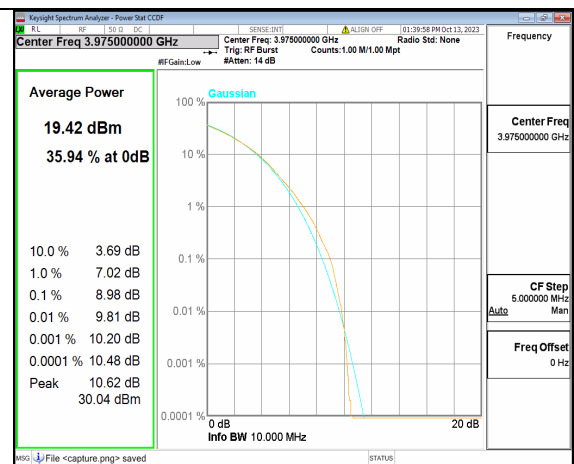 Keysight Spectrum Analyzer - Power Stat CCDF
RL RF 50 Ω DC SENSE:INT ALIGN OFF 01:39:58 PM Oct 13, 2023
Center Freq 3.975000000 GHz
Center Freq: 3.975000000 GHz Radio Std: None
Trig: RF Burst Counts:1.00 M/1.00 Mpt
#IFGain:Low #Atten: 14 dB
Frequency
Average Power
19.42 dBm
35.94 % at 0dB
10.0 % 3.69 dB
1.0 % 7.02 dB
0.1 % 8.98 dB
0.01 % 9.81 dB
0.001 % 10.20 dB
0.0001 % 10.48 dB
Peak 10.62 dB
30.04 dBm
Gaussian
100 %
10 %
1 %
0.1 %
0.01 %
0.001 %
0.0001 %
0 dB 20 dB
Info BW 10.000 MHz
Center Freq
3.975000000 GHz
CF Step
5.000000 MHz
Auto Man
Freq Offset
0 Hz
MSG File <capture.png> saved STATUS